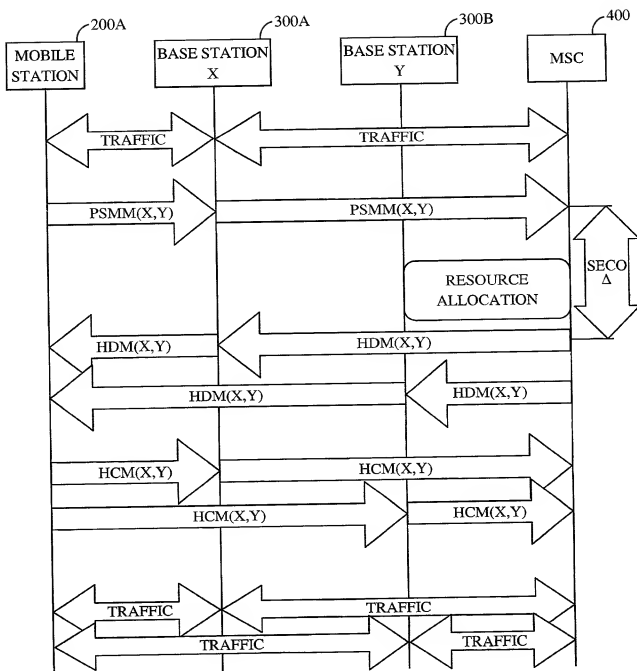 200A
300A
300B
400
MOBILE
STATION
BASE STATION
X
BASE STATION
Y
MSC
TRAFFIC
TRAFFIC
PSMM(X,Y)
PSMM(X,Y)
RESOURCE
ALLOCATION
SECO
Δ
HDM(X,Y)
HDM(X,Y)
HDM(X,Y)
HDM(X,Y)
HCM(X,Y)
HCM(X,Y)
HCM(X,Y)
HCM(X,Y)
TRAFFIC
TRAFFIC
TRAFFIC
TRAFFIC